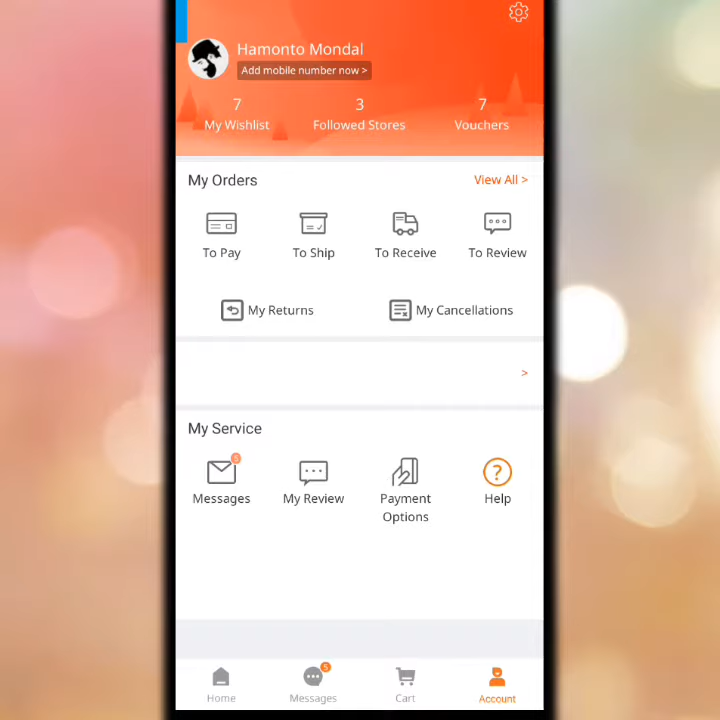 Hamonto Mondal
Add mobile number now >
7 3 7
My Wishlist Followed Stores Vouchers
My Orders View All >
To Pay To Ship To Receive To Review
My Returns My Cancellations
>
My Service
Messages My Review Payment Options Help
5
Home Messages Cart Account